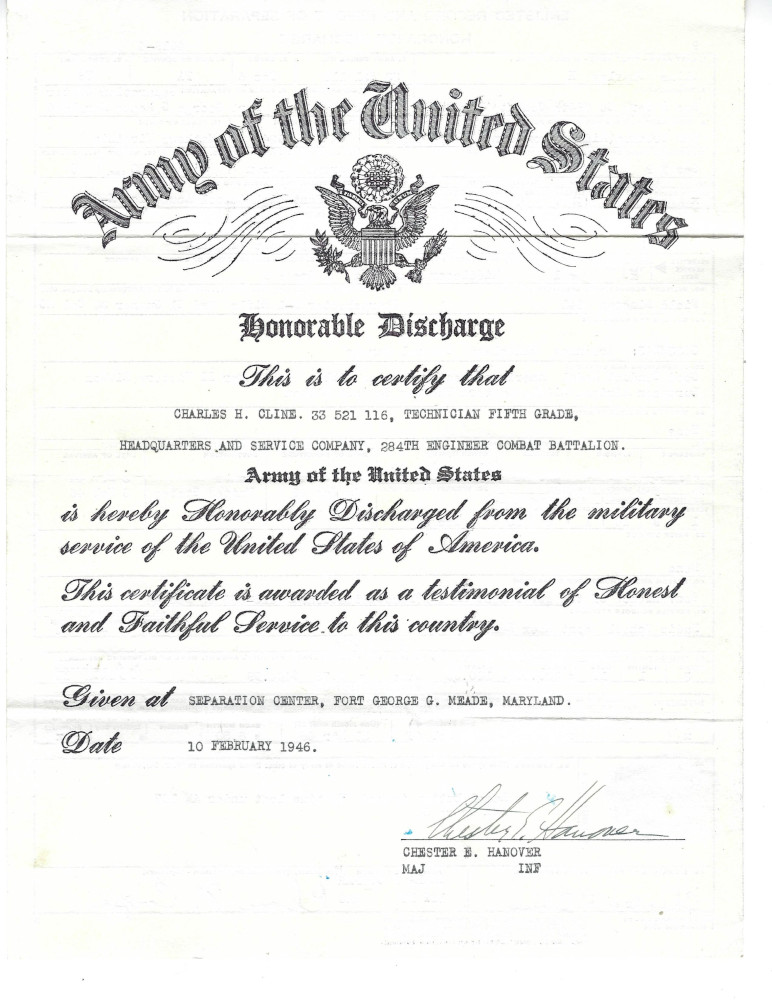 Army of the United States
Honorable Discharge
This is to certify that
CHARLES H. CLINE. 33 521 116, TECHNICIAN FIFTH GRADE,
HEADQUARTERS AND SERVICE COMPANY, 284TH ENGINEER COMBAT BATTALION.
Army of the United States
is hereby Honorably Discharged from the military
service of the United States of America.
This certificate is awarded as a testimonial of Honest
and Faithful Service to this country.
Given at SEPARATION CENTER, FORT GEORGE G. MEADE, MARYLAND.
Date 10 FEBRUARY 1946.
Chester E. Hanover
CHESTER E. HANOVER
MAJ INF